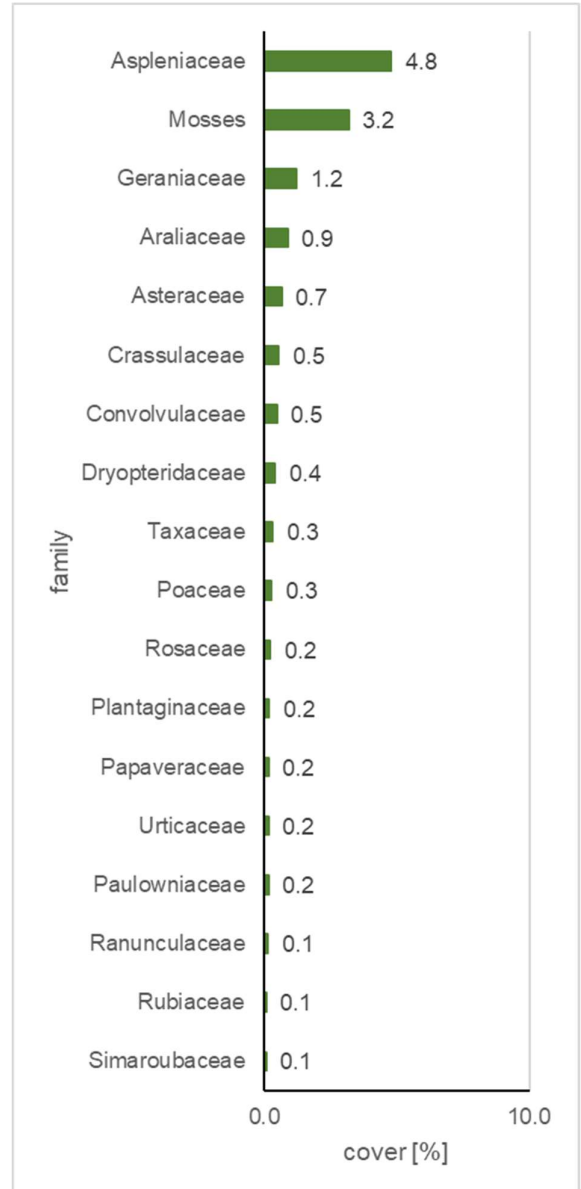 Aspleniaceae 4.8
Mosses 3.2
Geraniaceae 1.2
Araliaceae 0.9
Asteraceae 0.7
Crassulaceae 0.5
Convolvulaceae 0.5
Dryopteridaceae 0.4
Taxaceae 0.3
family
Poaceae 0.3
Rosaceae 0.2
Plantaginaceae 0.2
Papaveraceae 0.2
Urticaceae 0.2
Paulowniaceae 0.2
Ranunculaceae 0.1
Rubiaceae 0.1
Simaroubaceae 0.1
0.0 10.0
cover [%]